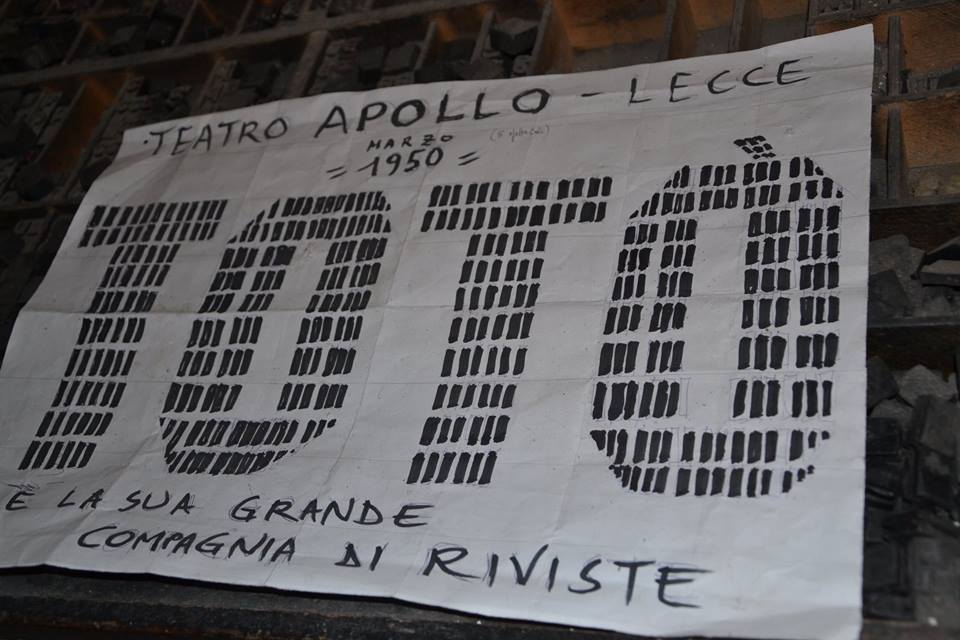 ·TEATRO APOLLO - LECCE
MARZO
= 1950 =
TOTÒ
E LA SUA GRANDE
COMPAGNIA DI RIVISTE